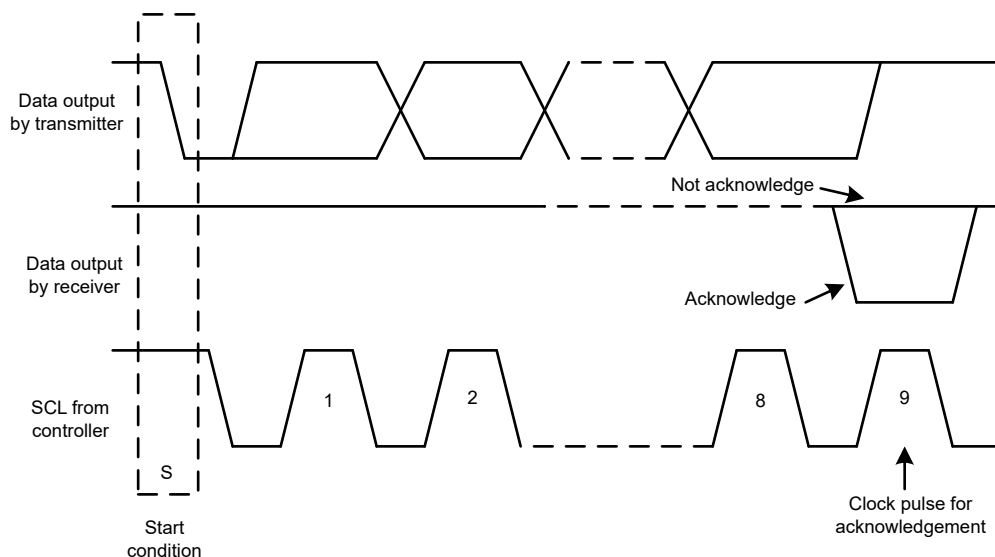 Data output
by transmitter
Not acknowledge
Data output
by receiver
Acknowledge
SCL from
controller
1
2
8
9
S
Start
condition
Clock pulse for
acknowledgement